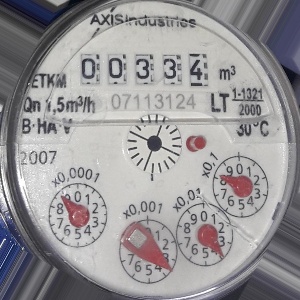 AXISIndustries
ETKM 00334 m³
Qn 1,5m³/h 07113124 LT 1-1321
2000
B-H A-V 30°C
2007
x0,0001 x0,001 x0,01 x0,1